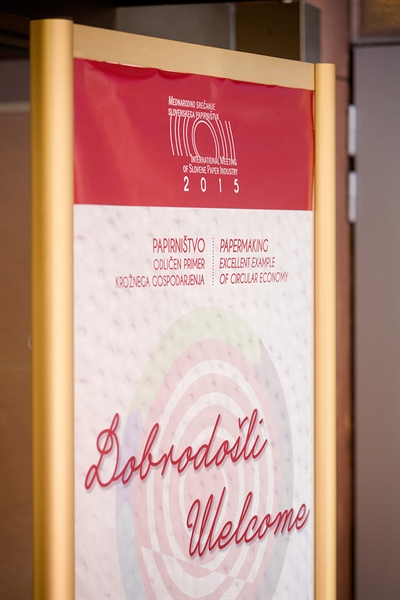 MEDNARODNO SREČANJE
SLOVENSKEGA PAPIRNIŠTVA
INTERNATIONAL MEETING
OF SLOVENE PAPER INDUSTRY
2015
PAPIRNIŠTVO
ODLIČEN PRIMER
KROŽNEGA GOSPODARJENJA
PAPERMAKING
EXCELLENT EXAMPLE
OF CIRCULAR ECONOMY
Dobrodošli
Welcome